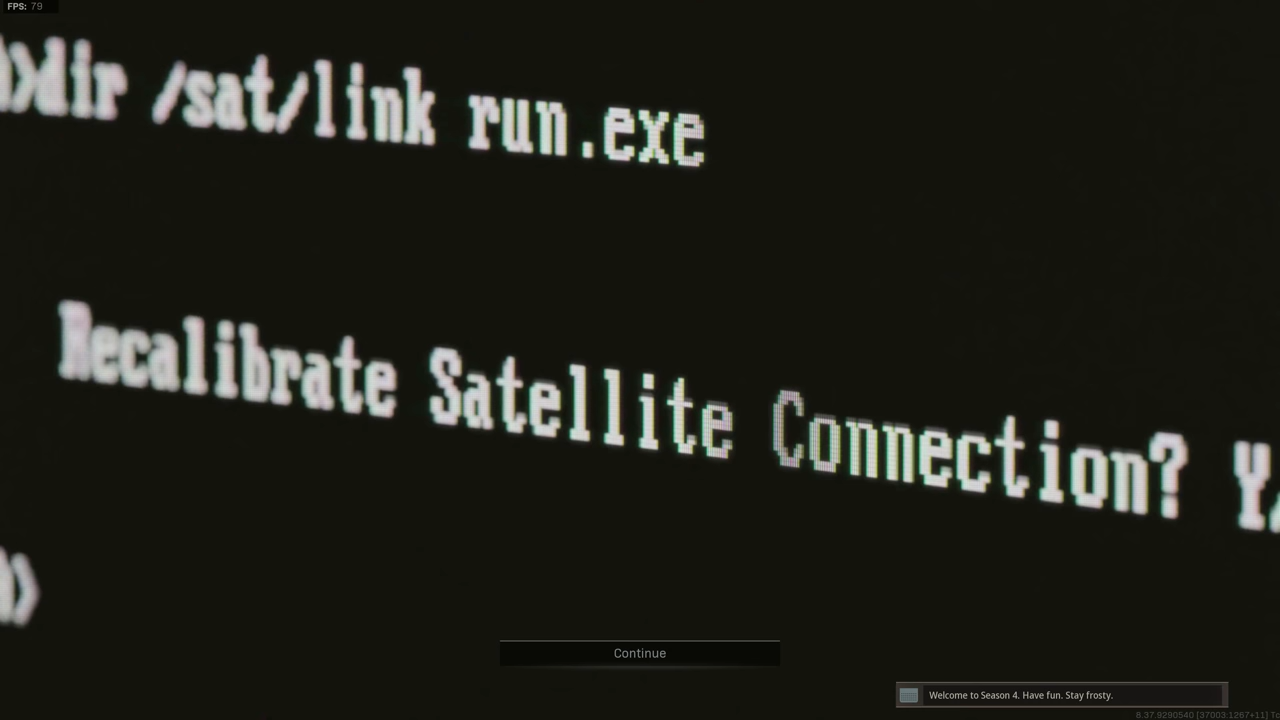 FPS: 79
>dir /sat/link run.exe
Recalibrate Satellite Connection? Y/
>
Continue
Welcome to Season 4. Have fun. Stay frosty.